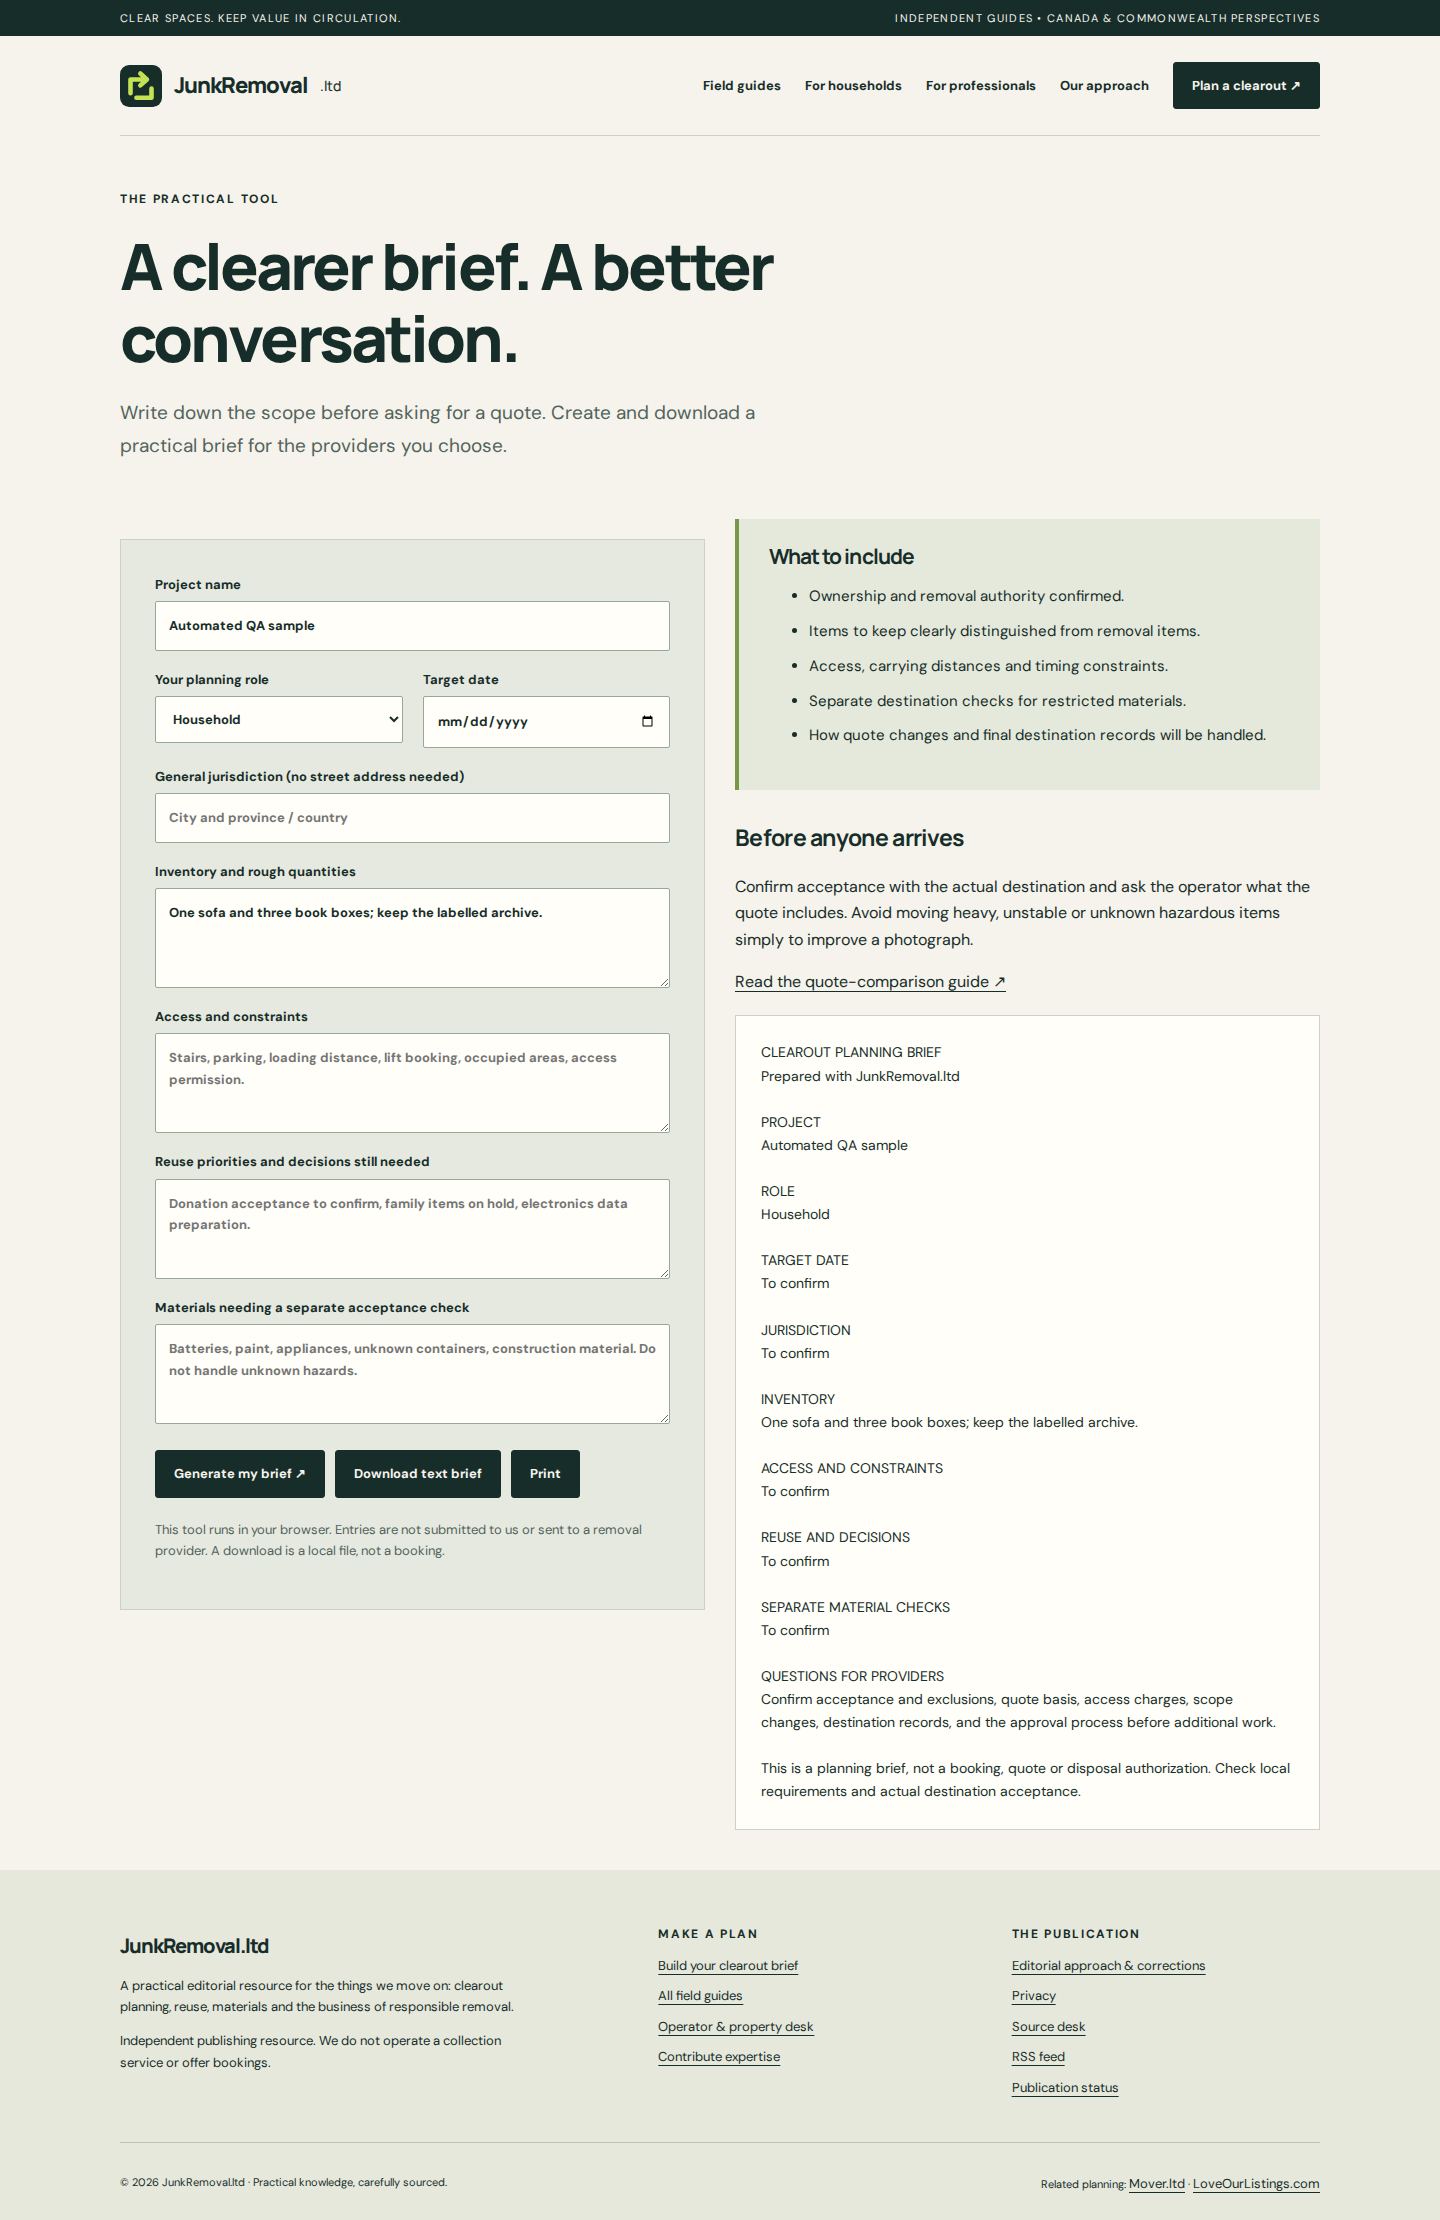 CLEAR SPACES. KEEP VALUE IN CIRCULATION.
INDEPENDENT GUIDES • CANADA & COMMONWEALTH PERSPECTIVES
JunkRemoval .ltd
Field guides
For households
For professionals
Our approach
Plan a clearout ↗
THE PRACTICAL TOOL
A clearer brief. A better
conversation.
Write down the scope before asking for a quote. Create and download a
practical brief for the providers you choose.
Project name
Automated QA sample
Your planning role
Target date
Household
mm/dd/yyyy
General jurisdiction (no street address needed)
City and province / country
Inventory and rough quantities
One sofa and three book boxes; keep the labelled archive.
Access and constraints
Stairs, parking, loading distance, lift booking, occupied areas, access
permission.
Reuse priorities and decisions still needed
Donation acceptance to confirm, family items on hold, electronics data
preparation.
Materials needing a separate acceptance check
Batteries, paint, appliances, unknown containers, construction material. Do
not handle unknown hazards.
Generate my brief ↗
Download text brief
Print
This tool runs in your browser. Entries are not submitted to us or sent to a removal
provider. A download is a local file, not a booking.
What to include
• Ownership and removal authority confirmed.
• Items to keep clearly distinguished from removal items.
• Access, carrying distances and timing constraints.
• Separate destination checks for restricted materials.
• How quote changes and final destination records will be handled.
Before anyone arrives
Confirm acceptance with the actual destination and ask the operator what the
quote includes. Avoid moving heavy, unstable or unknown hazardous items
simply to improve a photograph.
Read the quote-comparison guide ↗
CLEAROUT PLANNING BRIEF
Prepared with JunkRemoval.ltd
PROJECT
Automated QA sample
ROLE
Household
TARGET DATE
To confirm
JURISDICTION
To confirm
INVENTORY
One sofa and three book boxes; keep the labelled archive.
ACCESS AND CONSTRAINTS
To confirm
REUSE AND DECISIONS
To confirm
SEPARATE MATERIAL CHECKS
To confirm
QUESTIONS FOR PROVIDERS
Confirm acceptance and exclusions, quote basis, access charges, scope
changes, destination records, and the approval process before additional work.
This is a planning brief, not a booking, quote or disposal authorization. Check local
requirements and actual destination acceptance.
JunkRemoval.ltd
A practical editorial resource for the things we move on: clearout
planning, reuse, materials and the business of responsible removal.
Independent publishing resource. We do not operate a collection
service or offer bookings.
MAKE A PLAN
Build your clearout brief
All field guides
Operator & property desk
Contribute expertise
THE PUBLICATION
Editorial approach & corrections
Privacy
Source desk
RSS feed
Publication status
© 2026 JunkRemoval.ltd · Practical knowledge, carefully sourced.
Related planning: Mover.ltd · LoveOurListings.com